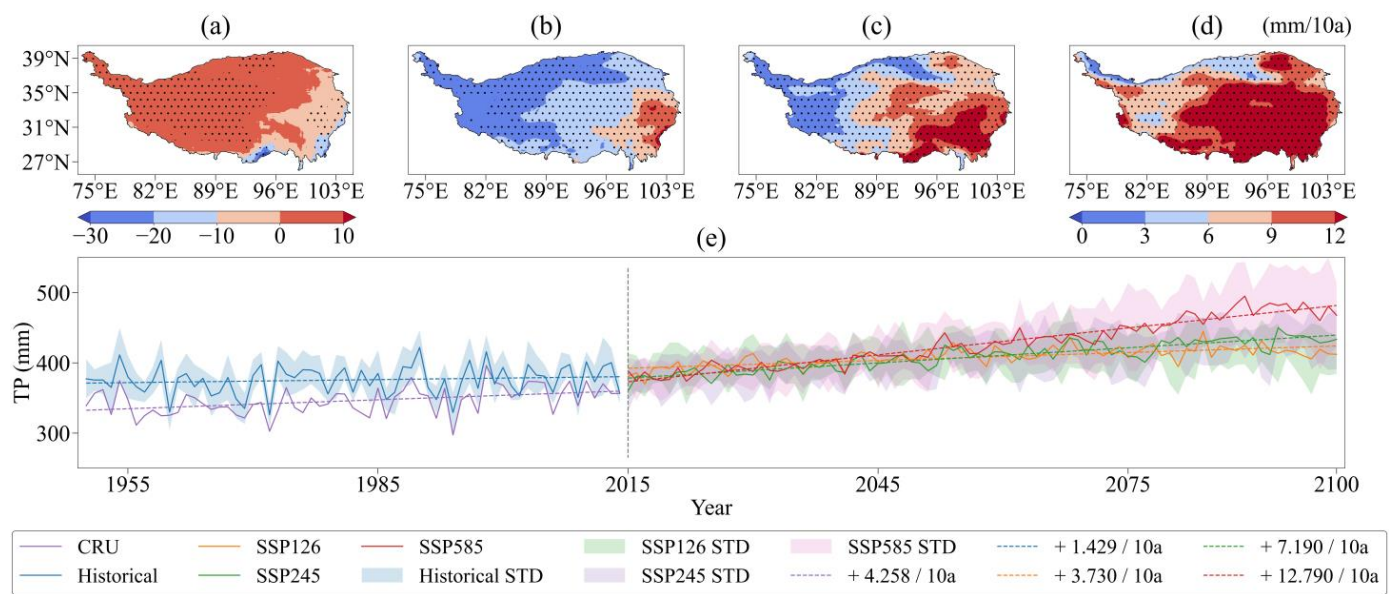 (a) (b) (c) (d) (mm/10a)
39°N
35°N
31°N
27°N
75°E 82°E 89°E 96°E 103°E 75°E 82°E 89°E 96°E 103°E 75°E 82°E 89°E 96°E 103°E 75°E 82°E 89°E 96°E 103°E
−30 −20 −10 0 10 0 3 6 9 12
(e)
500
400
300
TP (mm)
1955 1985 2015 2045 2075 2100
Year
CRU SSP126 SSP585 SSP126 STD SSP585 STD + 1.429 / 10a + 7.190 / 10a
Historical SSP245 Historical STD SSP245 STD + 4.258 / 10a + 3.730 / 10a + 12.790 / 10a